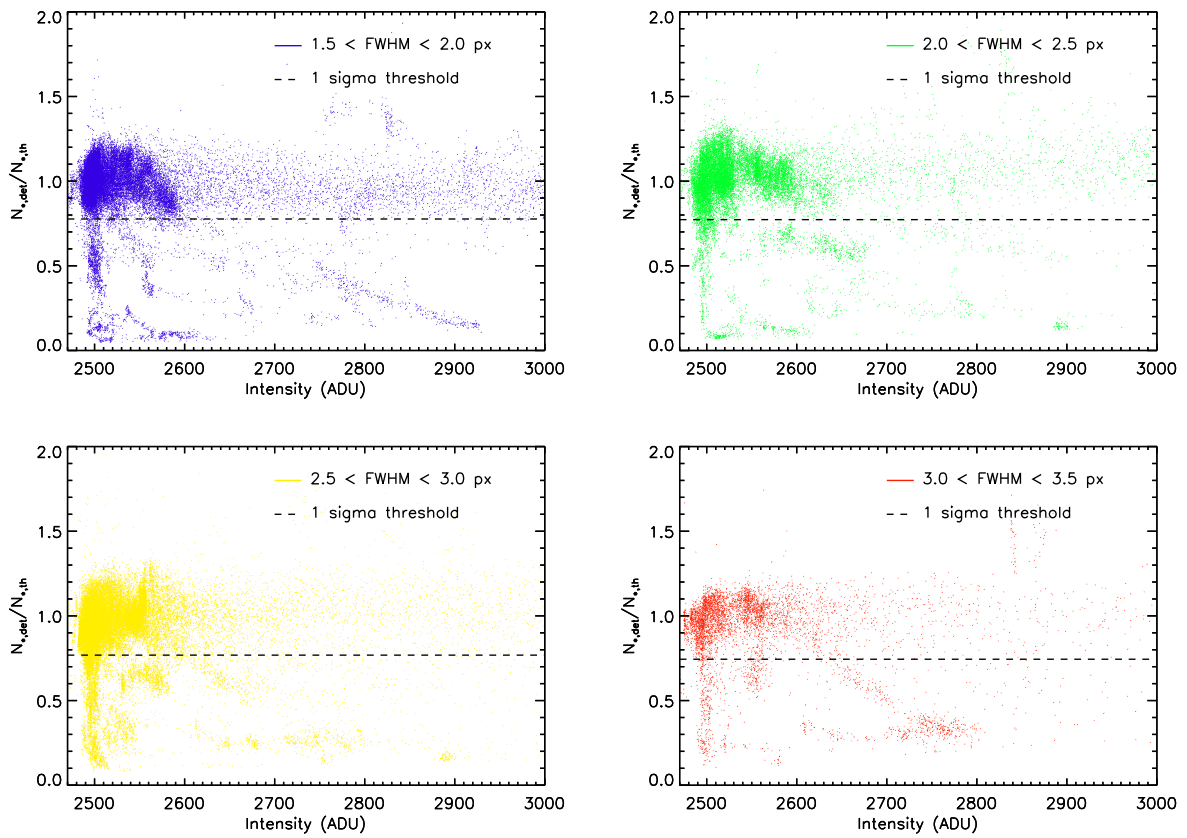 2.0
1.5
1.0
0.5
0.0
N*,det/N*,th
1.5 < FWHM < 2.0 px
1 sigma threshold
2500 2600 2700 2800 2900 3000
Intensity (ADU)
2.0
1.5
1.0
0.5
0.0
N*,det/N*,th
2.0 < FWHM < 2.5 px
1 sigma threshold
2500 2600 2700 2800 2900 3000
Intensity (ADU)
2.0
1.5
1.0
0.5
0.0
N*,det/N*,th
2.5 < FWHM < 3.0 px
1 sigma threshold
2500 2600 2700 2800 2900 3000
Intensity (ADU)
2.0
1.5
1.0
0.5
0.0
N*,det/N*,th
3.0 < FWHM < 3.5 px
1 sigma threshold
2500 2600 2700 2800 2900 3000
Intensity (ADU)